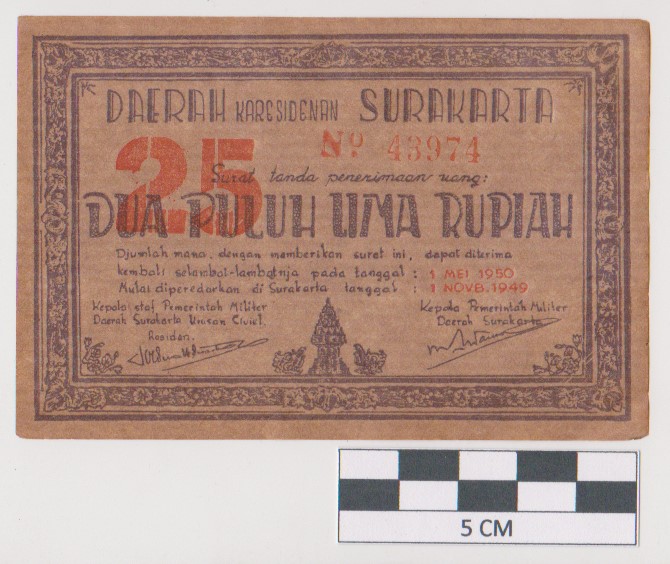 DAERAH KARESIDENAN SURAKARTA
25
No 43974
Surat tanda penerimaan uang:
DUA PULUH LIMA RUPIAH
Djumlah mana, dengan memberikan surat ini, dapat diterima
kembali selambat-lambatnja pada tanggal : 1 MEI 1950
Mulai diperedarkan di Surakarta tanggal : 1 NOVB. 1949
Kepala staf Pemerintah Militer
Daerah Surakarta Urusan Civiel.
Residen.
Kepala Pemerintah Militer
Daerah Surakarta
5 CM